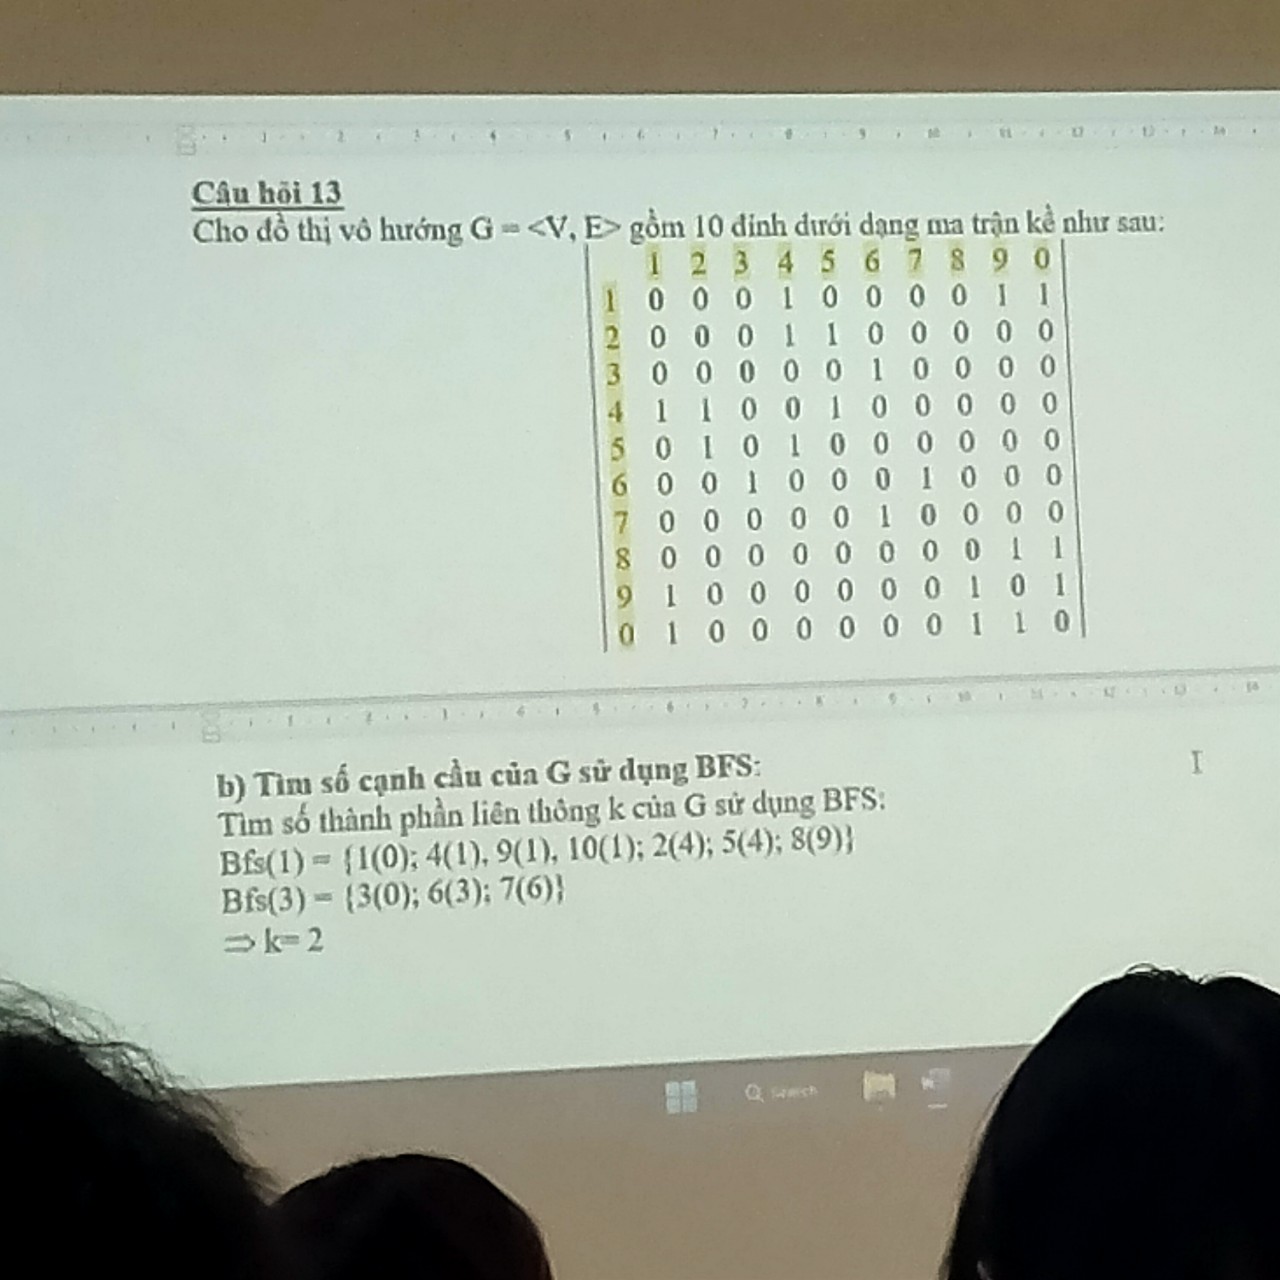 Câu hỏi 13
Cho đồ thị vô hướng G = <V, E> gồm 10 đỉnh dưới dạng ma trận kề như sau:
1 2 3 4 5 6 7 8 9 0
1 0 0 0 1 0 0 0 0 1 1
2 0 0 0 1 1 0 0 0 0 0
3 0 0 0 0 0 1 0 0 0 0
4 1 1 0 0 1 0 0 0 0 0
5 0 1 0 1 0 0 0 0 0 0
6 0 0 1 0 0 0 1 0 0 0
7 0 0 0 0 0 1 0 0 0 0
8 0 0 0 0 0 0 0 0 1 1
9 1 0 0 0 0 0 0 1 0 1
0 1 0 0 0 0 0 0 1 1 0
b) Tìm số cạnh cầu của G sử dụng BFS:
Tìm số thành phần liên thông k của G sử dụng BFS:
Bfs(1) = {1(0); 4(1), 9(1), 10(1); 2(4); 5(4); 8(9)}
Bfs(3) = {3(0); 6(3); 7(6)}
⇒ k= 2
Search